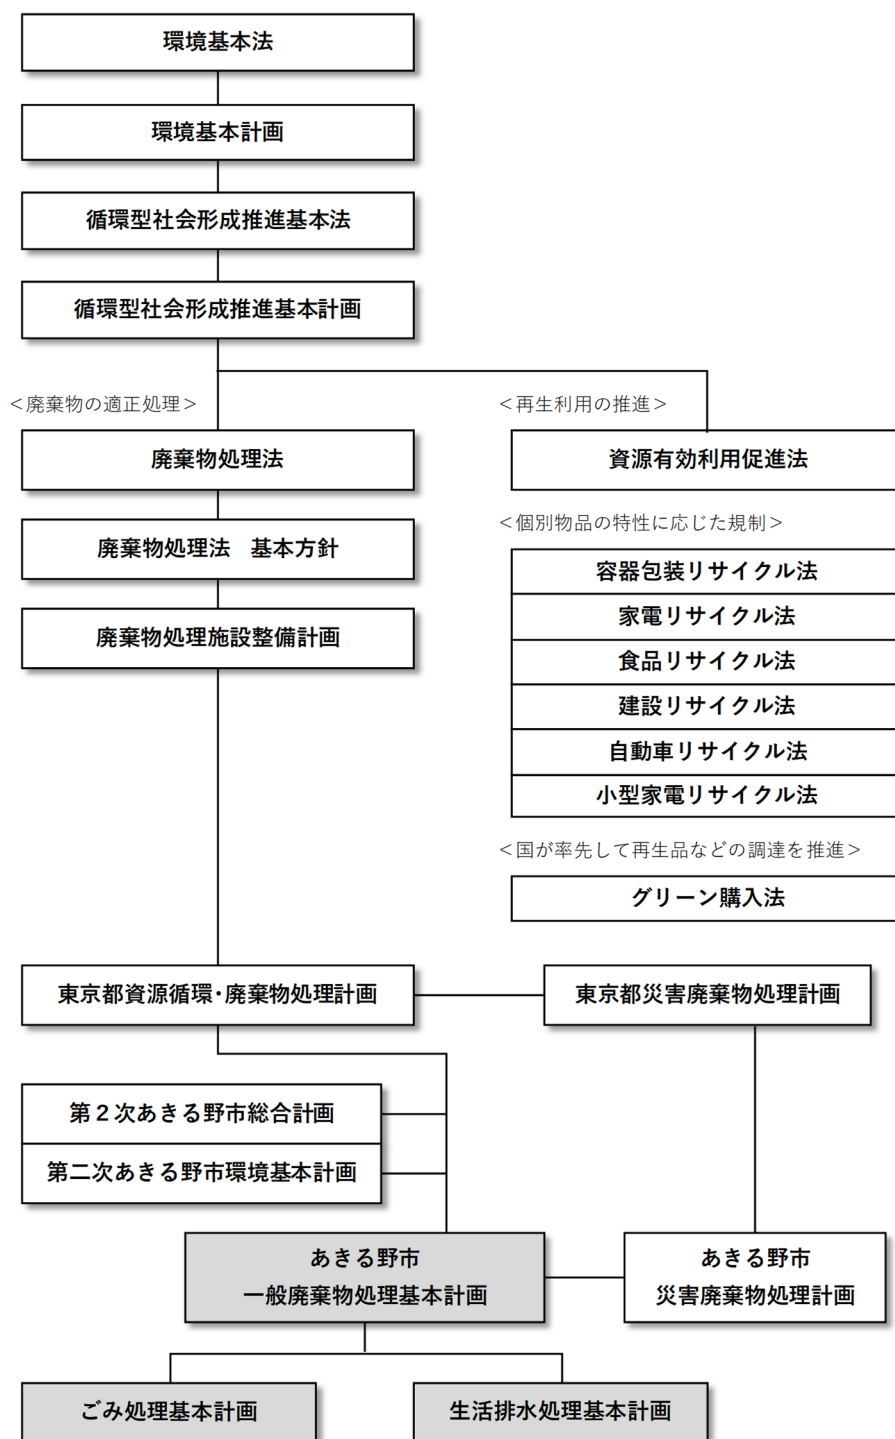 環境基本法
環境基本計画
循環型社会形成推進基本法
循環型社会形成推進基本計画
＜廃棄物の適正処理＞
廃棄物処理法
廃棄物処理法　基本方針
廃棄物処理施設整備計画
＜再生利用の推進＞
資源有効利用促進法
＜個別物品の特性に応じた規制＞
容器包装リサイクル法
家電リサイクル法
食品リサイクル法
建設リサイクル法
自動車リサイクル法
小型家電リサイクル法
＜国が率先して再生品などの調達を推進＞
グリーン購入法
東京都資源循環・廃棄物処理計画
東京都災害廃棄物処理計画
第２次あきる野市総合計画
第二次あきる野市環境基本計画
あきる野市
一般廃棄物処理基本計画
あきる野市
災害廃棄物処理計画
ごみ処理基本計画
生活排水処理基本計画